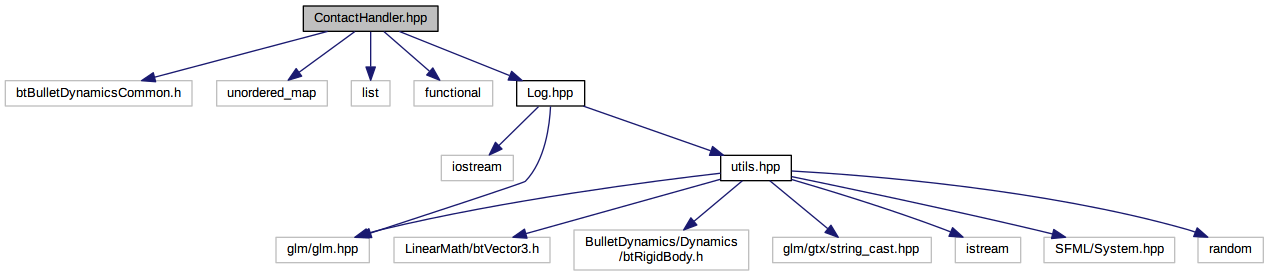 ContactHandler.hpp
btBulletDynamicsCommon.h
unordered_map
list
functional
Log.hpp
iostream
utils.hpp
glm/glm.hpp
LinearMath/btVector3.h
BulletDynamics/Dynamics
/btRigidBody.h
glm/gtx/string_cast.hpp
istream
SFML/System.hpp
random